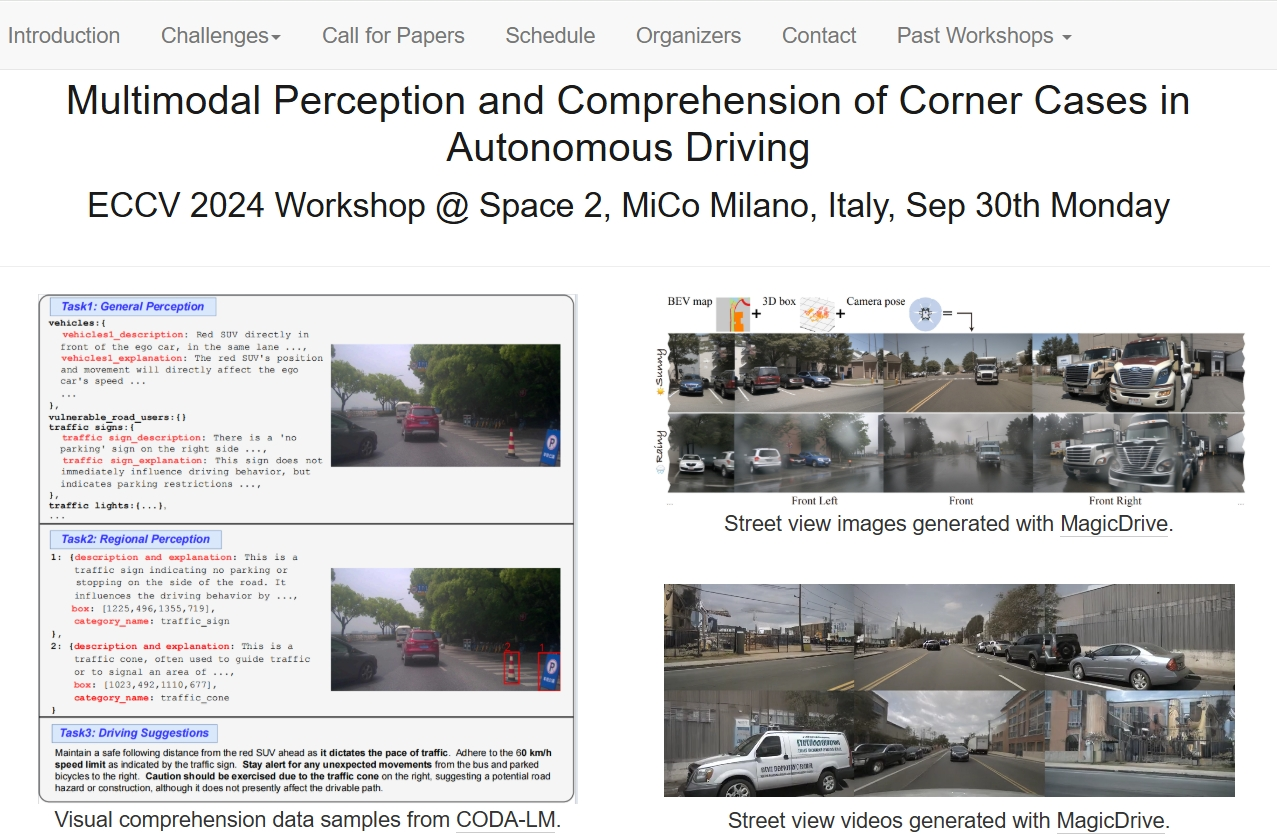 Introduction Challenges Call for Papers Schedule Organizers Contact Past Workshops
Multimodal Perception and Comprehension of Corner Cases in
Autonomous Driving
ECCV 2024 Workshop @ Space 2, MiCo Milano, Italy, Sep 30th Monday
Task1: General Perception
vehicles:{
vehicles1_description: Red SUV directly in
front of the ego car, in the same lane ...,
vehicles1_explanation: The red SUV's position
and movement will directly affect the ego
car's speed ...
...
},
vulnerable_road_users:{}
traffic signs:{
traffic sign_description: There is a 'no
parking' sign on the right side ...,
traffic sign_explanation: This sign does not
immediately influence driving behavior, but
indicates parking restrictions ...,
},
traffic lights:{...},
...
P
Task2: Regional Perception
1: {description and explanation: This is a
traffic sign indicating no parking or
stopping on the side of the road. It
influences the driving behavior by ...,
box: [1225,496,1355,719],
category_name: traffic_sign
},
2: {description and explanation: This is a
traffic cone, often used to guide traffic
or to signal an area of ...,
box: [1023,492,1110,677],
category_name: traffic_cone
}
2 1
P
Task3: Driving Suggestions
Maintain a safe following distance from the red SUV ahead as it dictates the pace of traffic. Adhere to the 60 km/h
speed limit as indicated by the traffic sign. Stay alert for any unexpected movements from the bus and parked
bicycles to the right. Caution should be exercised due to the traffic cone on the right, suggesting a potential road
hazard or construction, although it does not presently affect the drivable path.
Visual comprehension data samples from CODA-LM.
BEV map + 3D box + Camera pose =
Sunny
Rainy
... Front Left Front Front Right ...
Street view images generated with MagicDrive.
Street view videos generated with MagicDrive.